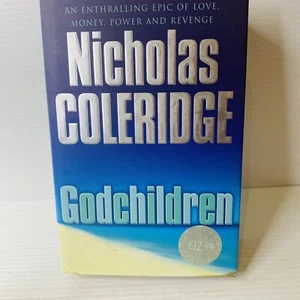 AN ENTHRALLING EPIC OF LOVE,
MONEY, POWER AND REVENGE
Nicholas
COLERIDGE
Godchildren
£12.99